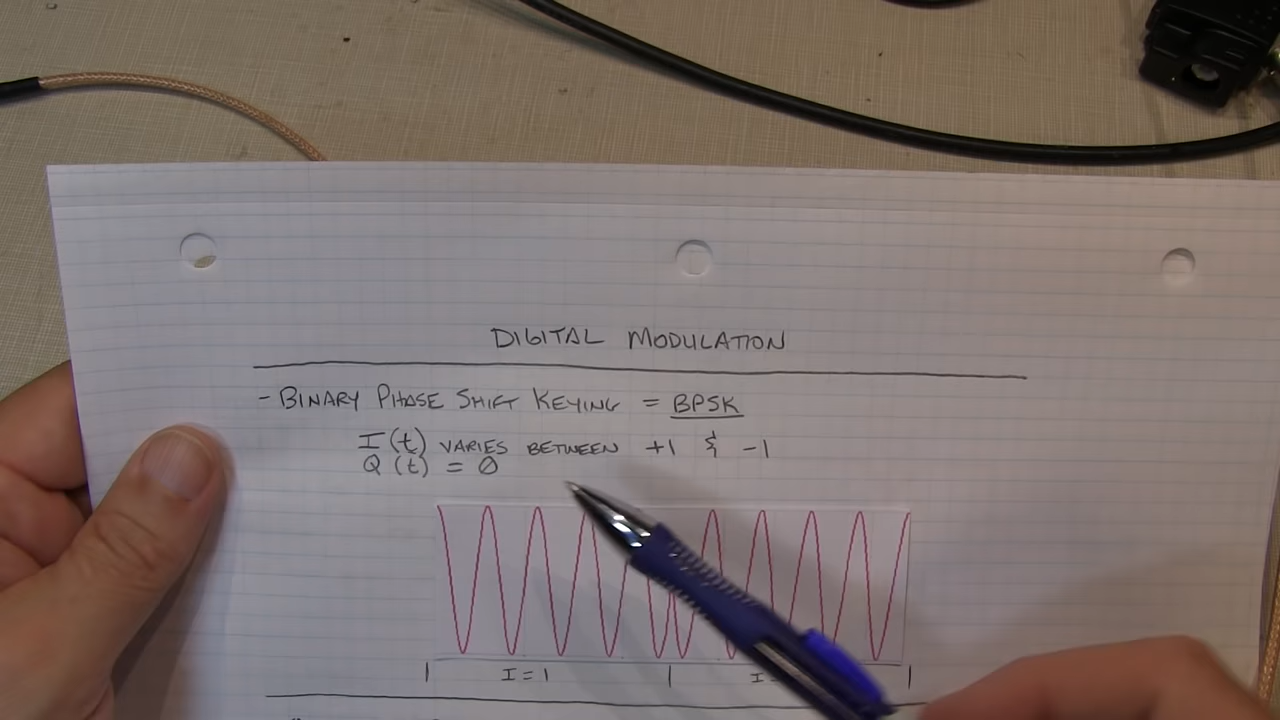 DIGITAL MODULATION
- BINARY PHASE SHIFT KEYING = BPSK
I(t) VARIES BETWEEN +1 & -1
Q(t) = 0
I = 1